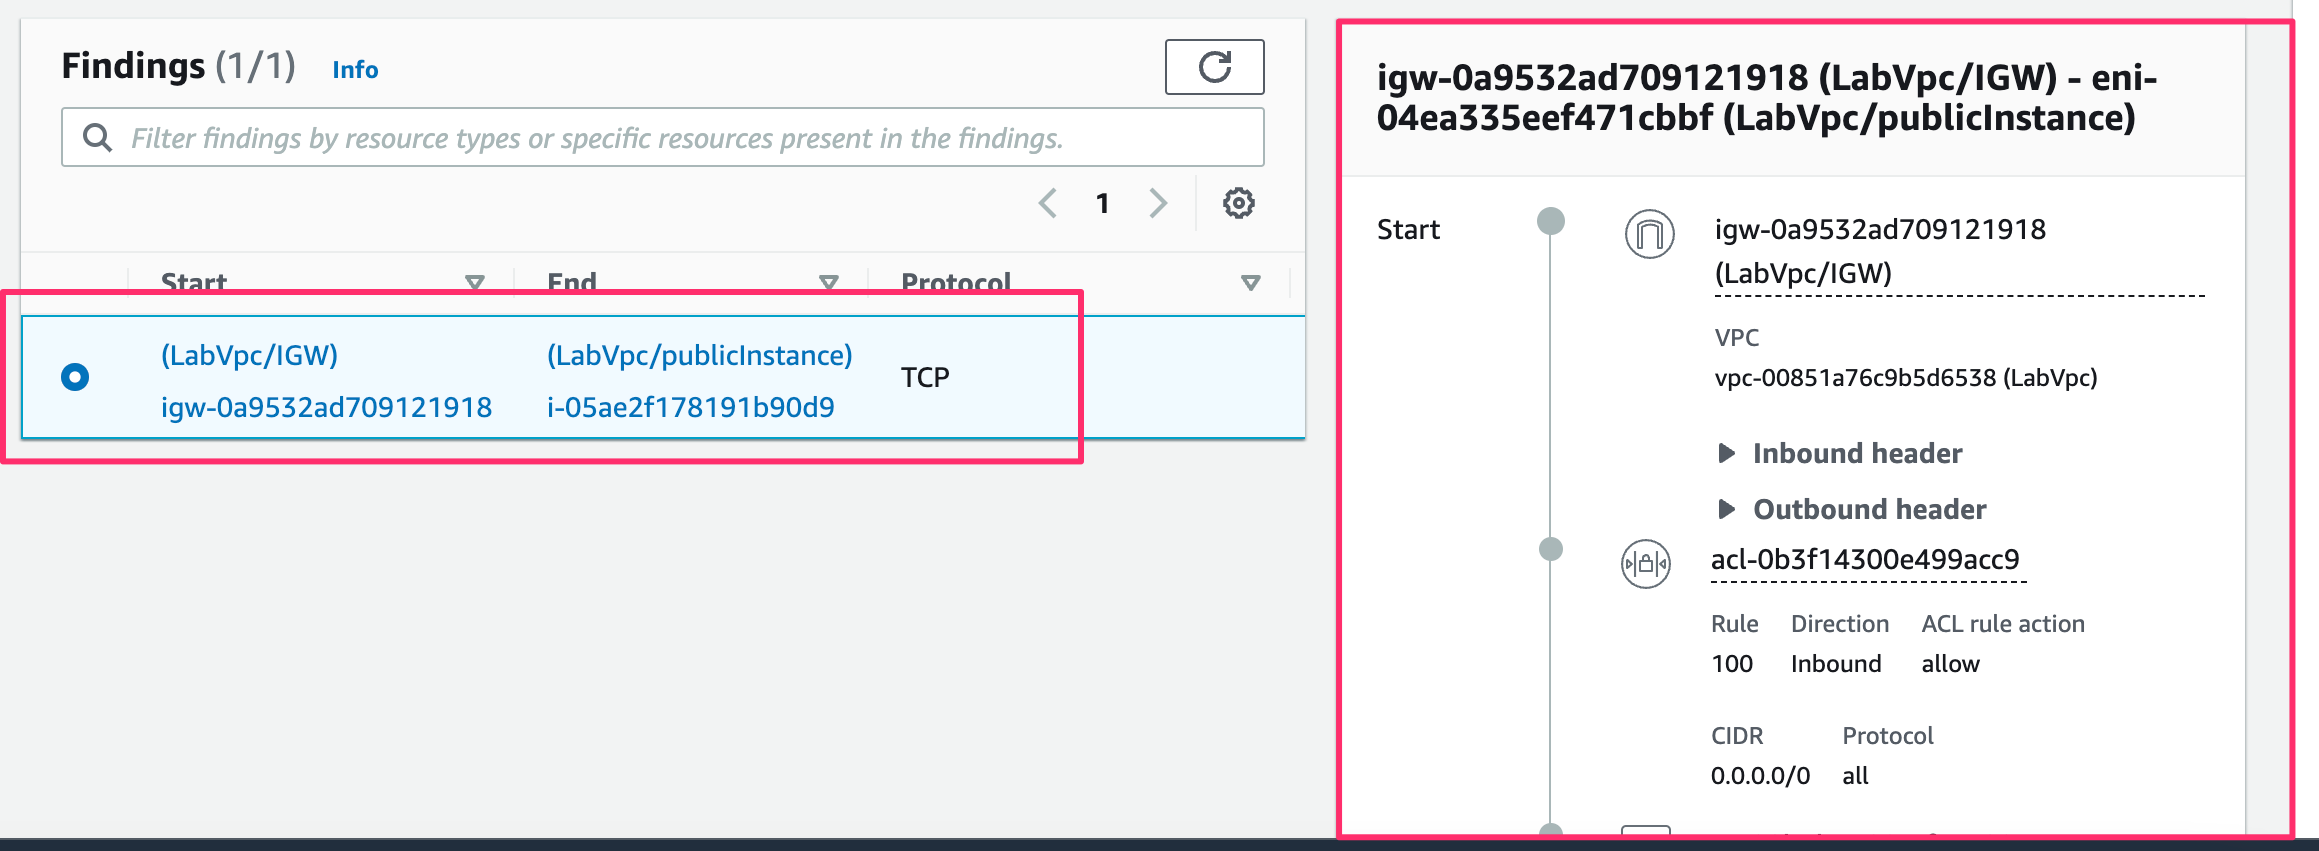 Findings (1/1) Info
Filter findings by resource types or specific resources present in the findings.
1
Start End Protocol
(LabVpc/IGW) (LabVpc/publicInstance) TCP
igw-0a9532ad709121918 i-05ae2f178191b90d9
igw-0a9532ad709121918 (LabVpc/IGW) - eni-
04ea335eef471cbbf (LabVpc/publicInstance)
Start
igw-0a9532ad709121918
(LabVpc/IGW)
VPC
vpc-00851a76c9b5d6538 (LabVpc)
Inbound header
Outbound header
acl-0b3f14300e499acc9
Rule Direction ACL rule action
100 Inbound allow
CIDR Protocol
0.0.0.0/0 all